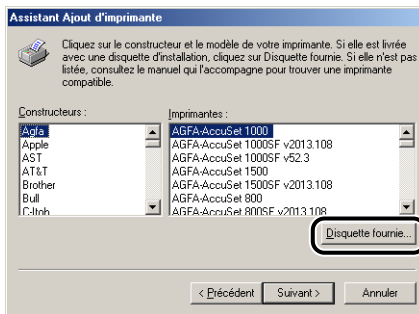 Assistant Ajout d'imprimante
Cliquez sur le constructeur et le modèle de votre imprimante. Si elle est livrée
avec une disquette d'installation, cliquez sur Disquette fournie. Si elle n'est pas
listée, consultez le manuel qui l'accompagne pour trouver une imprimante
compatible.
Constructeurs :
Agfa
Apple
AST
AT&T
Brother
Bull
C-Itoh
Imprimantes :
AGFA-AccuSet 1000
AGFA-AccuSet 1000SF v2013.108
AGFA-AccuSet 1000SF v52.3
AGFA-AccuSet 1500
AGFA-AccuSet 1500SF v2013.108
AGFA-AccuSet 800
AGFA-AccuSet 800SF v2013.108
Disquette fournie...
< Précédent
Suivant >
Annuler